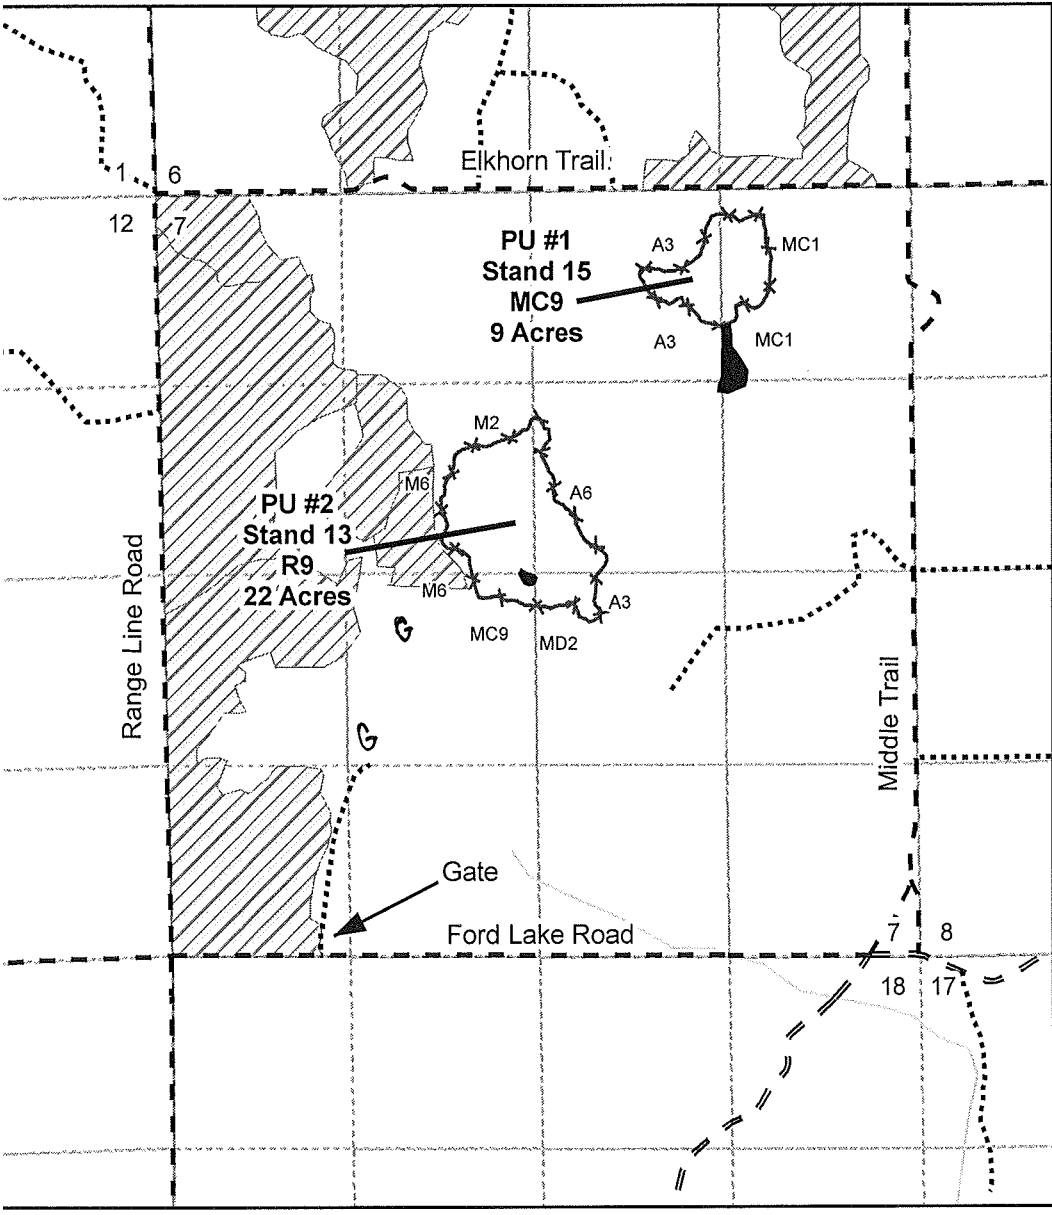 Elkhorn Trail
1 6
12 7
PU #1
Stand 15
MC9
9 Acres
A3
MC1
A3
MC1
M2
M6
A6
PU #2
Stand 13
R9
22 Acres
M6
A3
MC9
MD2
G
G
Range Line Road
Middle Trail
Gate
Ford Lake Road
7 8
18 17